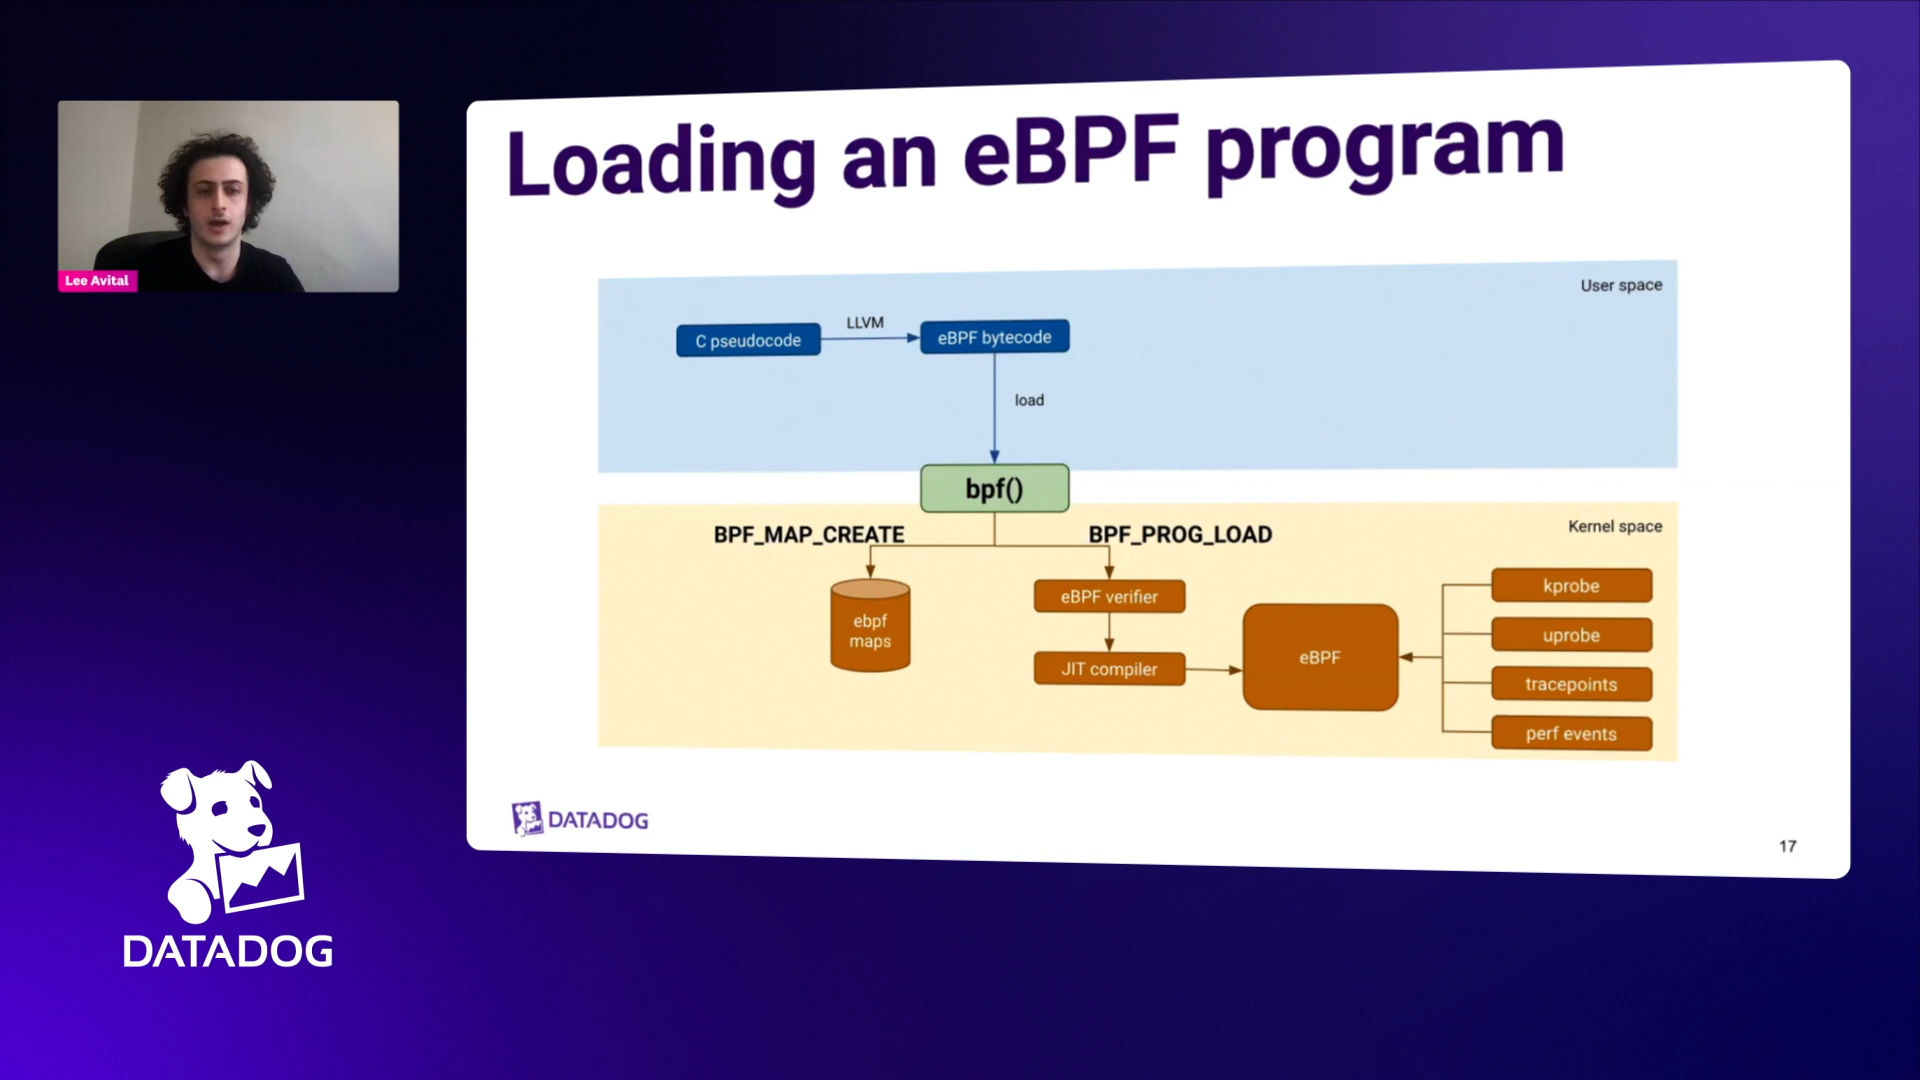 Loading an eBPF program
Lee Avital
User space
C pseudocode
LLVM
eBPF bytecode
load
bpf()
Kernel space
BPF_MAP_CREATE
BPF_PROG_LOAD
ebpf
maps
eBPF verifier
JIT compiler
eBPF
kprobe
uprobe
tracepoints
perf events
DATADOG
17
DATADOG